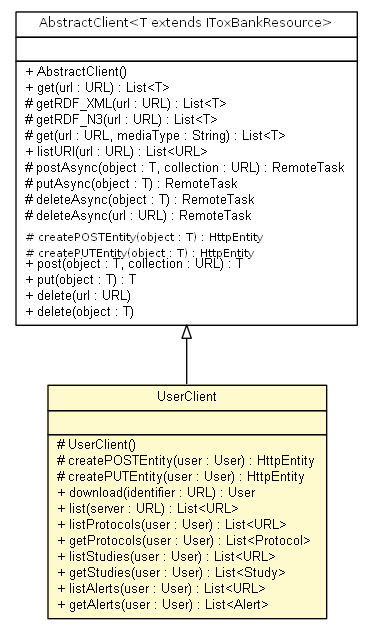 AbstractClient<T extends IToxBankResource>
+ AbstractClient()
+ get(url : URL) : List<T>
# getRDF_XML(url : URL) : List<T>
# getRDF_N3(url : URL) : List<T>
# get(url : URL, mediaType : String) : List<T>
+ listURI(url : URL) : List<URL>
# postAsync(object : T, collection : URL) : RemoteTask
# putAsync(object : T) : RemoteTask
# deleteAsync(object : T) : RemoteTask
# deleteAsync(url : URL) : RemoteTask
# createPOSTEntity(object : T) : HttpEntity
# createPUTEntity(object : T) : HttpEntity
+ post(object : T, collection : URL) : T
+ put(object : T) : T
+ delete(url : URL)
+ delete(object : T)
UserClient
# UserClient()
# createPOSTEntity(user : User) : HttpEntity
# createPUTEntity(user : User) : HttpEntity
+ download(identifier : URL) : User
+ list(server : URL) : List<URL>
+ listProtocols(user : User) : List<URL>
+ getProtocols(user : User) : List<Protocol>
+ listStudies(user : User) : List<URL>
+ getStudies(user : User) : List<Study>
+ listAlerts(user : User) : List<URL>
+ getAlerts(user : User) : List<Alert>